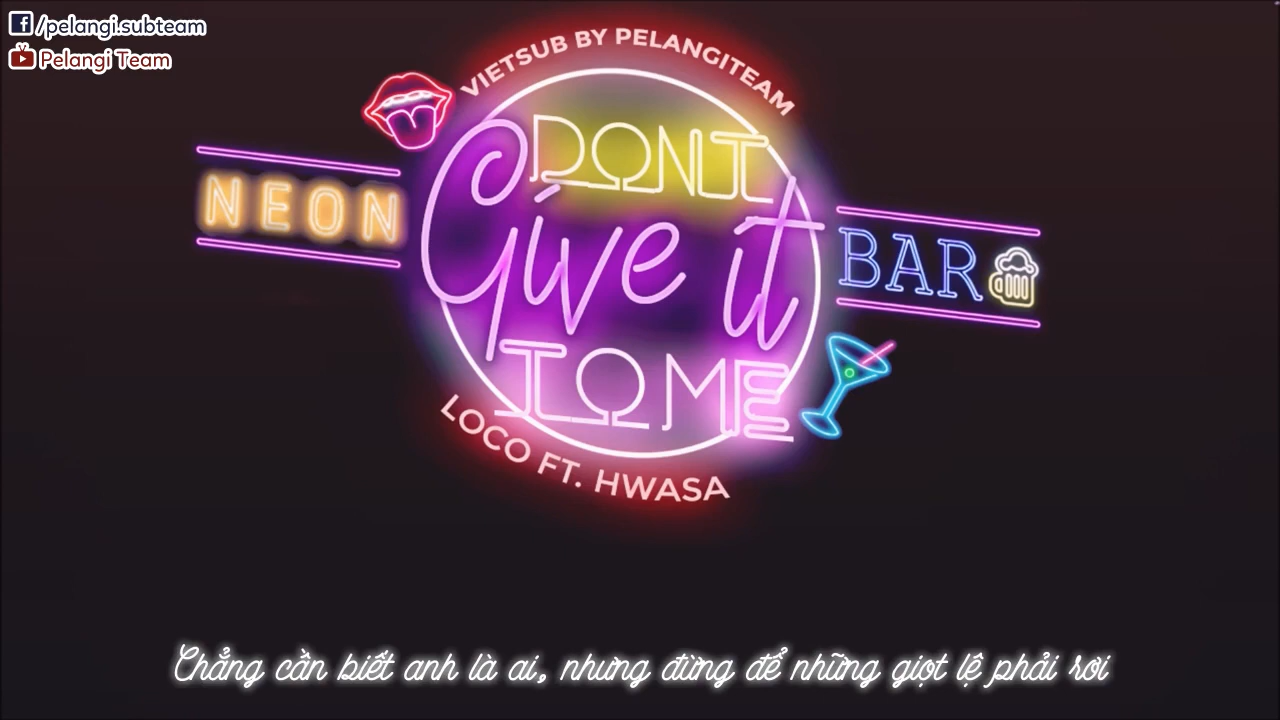 /pelangi.subteam
Pelangi Team
VIETSUB BY PELANGITEAM
NEON
DONT
Give it
TO ME
BAR
LOCO FT. HWASA
Chẳng cần biết anh là ai, nhưng đừng để những giọt lệ phải rơi